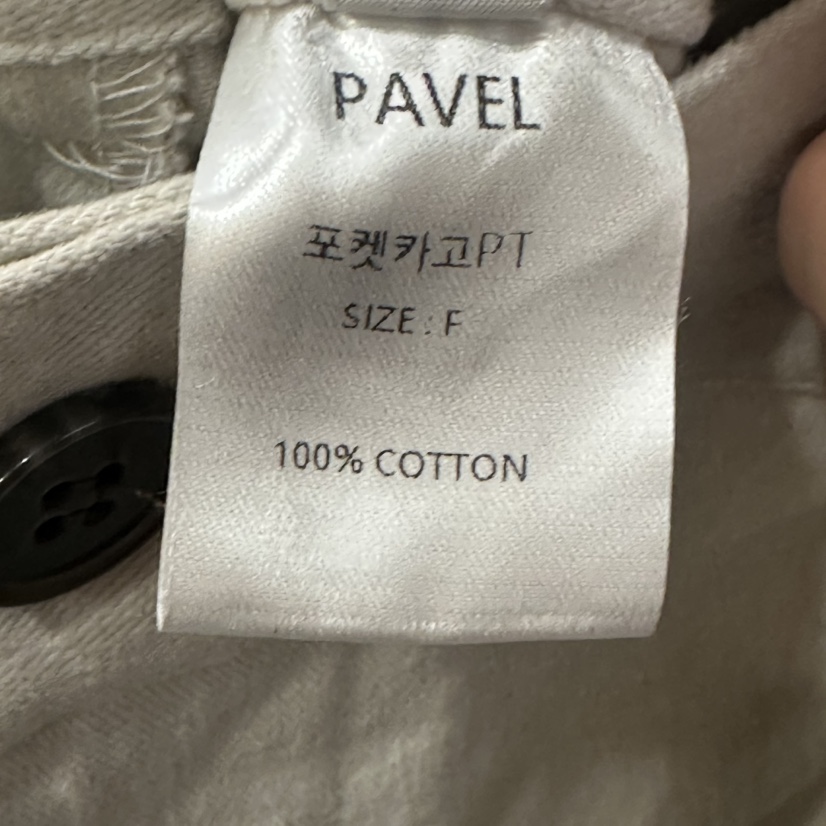 PAVEL
포켓카고PT
SIZE : F
100% COTTON